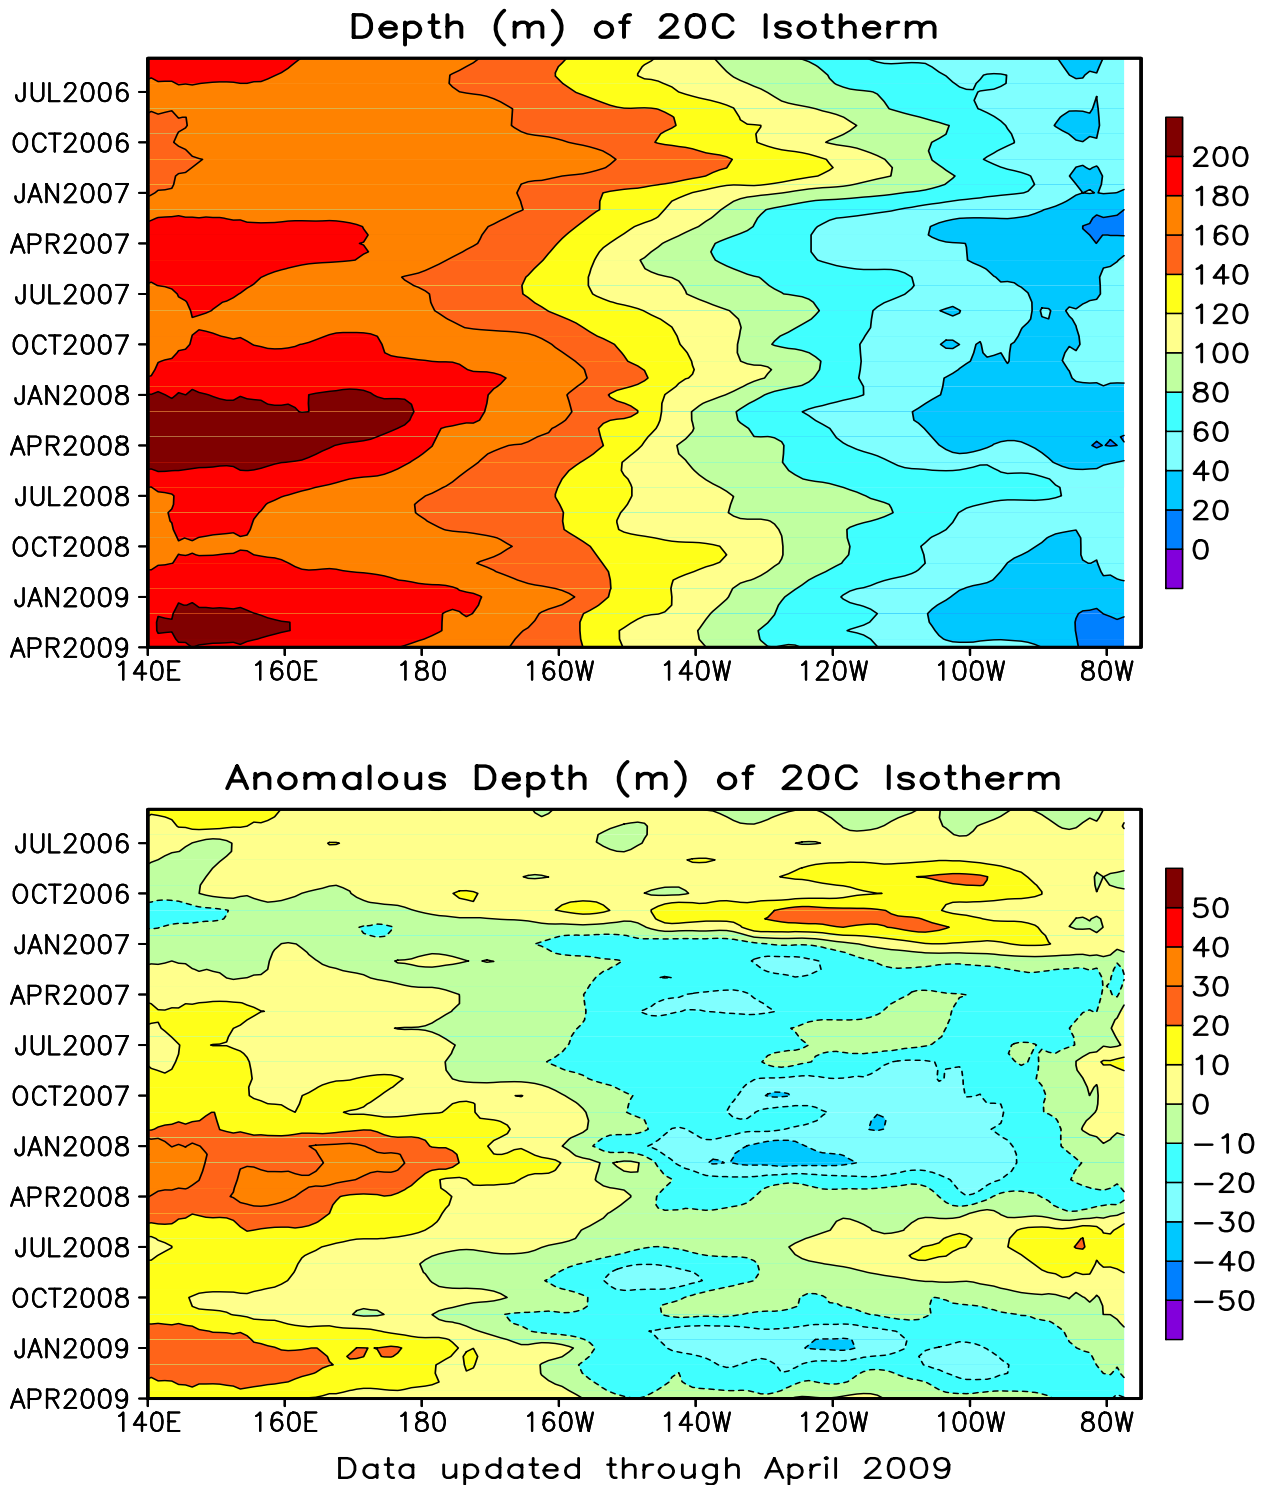 Depth (m) of 20C Isotherm
JUL2006
OCT2006
JAN2007
APR2007
JUL2007
OCT2007
JAN2008
APR2008
JUL2008
OCT2008
JAN2009
APR2009
140E 160E 180 160W 140W 120W 100W 80W
200
180
160
140
120
100
80
60
40
20
0
Anomalous Depth (m) of 20C Isotherm
JUL2006
OCT2006
JAN2007
APR2007
JUL2007
OCT2007
JAN2008
APR2008
JUL2008
OCT2008
JAN2009
APR2009
140E 160E 180 160W 140W 120W 100W 80W
50
40
30
20
10
0
−10
−20
−30
−40
−50
Data updated through April 2009